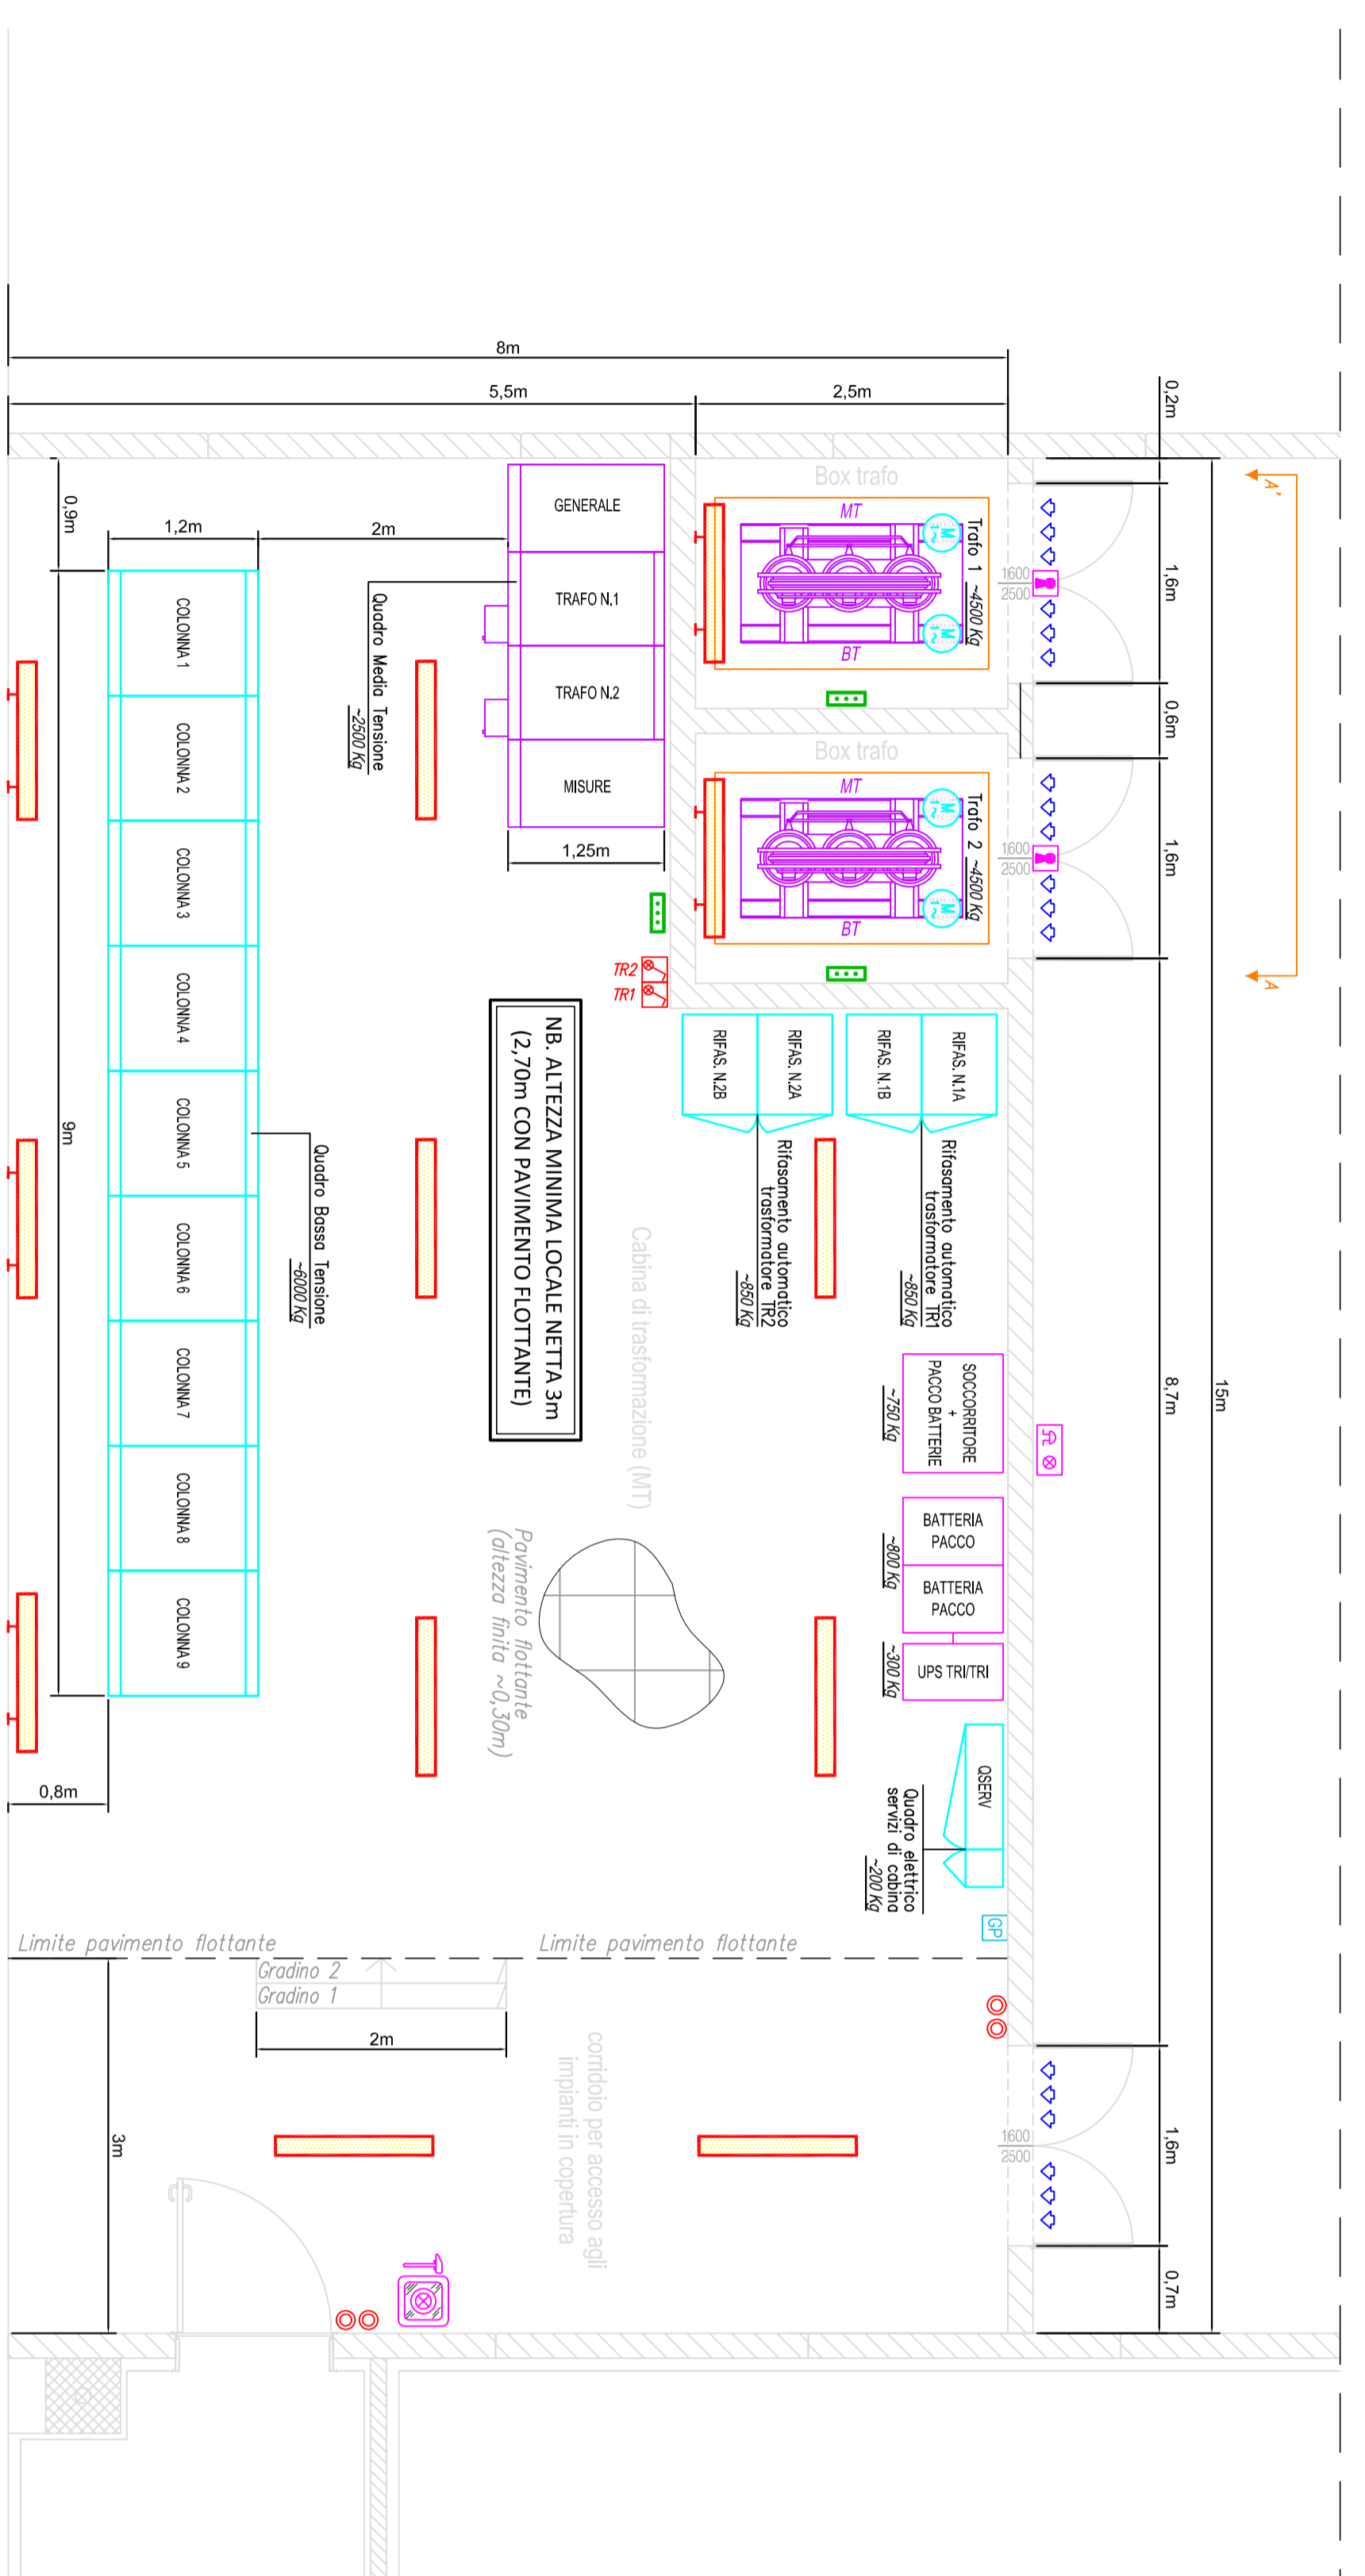 8m
5,5m
2,5m
0,2m
15m
1,6m
0,6m
1,6m
8,7m
1,6m
0,7m
A'
A
Box trafo
MT
M
1~
M
1~
BT
Trafo 1
~4500 Kg
1600
2500
Box trafo
MT
M
1~
M
1~
BT
Trafo 2
~4500 Kg
1600
2500
GENERALE
TRAFO N.1
TRAFO N.2
MISURE
1,25m
Quadro Media Tensione
~2500 Kg
0,9m
1,2m
2m
COLONNA 1
COLONNA 2
COLONNA 3
COLONNA 4
COLONNA 5
COLONNA 6
COLONNA 7
COLONNA 8
COLONNA 9
9m
Quadro Bassa Tensione
~6000 Kg
0,8m
TR2
TR1
NB. ALTEZZA MINIMA LOCALE NETTA 3m
(2,70m CON PAVIMENTO FLOTTANTE)
RIFAS. N.1A
RIFAS. N.1B
RIFAS. N.2A
RIFAS. N.2B
Rifasamento automatico
trasformatore TR1
~850 Kg
Rifasamento automatico
trasformatore TR2
~850 Kg
Cabina di trasformazione (MT)
SOCCORRITORE
+
PACCO BATTERIE
~750 Kg
BATTERIA
PACCO
BATTERIA
PACCO
~800 Kg
UPS TRI/TRI
~300 Kg
QSERV
Quadro elettrico
servizi di cabina
~200 Kg
GP
Pavimento flottante
(altezza finita ~0,30m)
Limite pavimento flottante
Limite pavimento flottante
Gradino 2
Gradino 1
2m
3m
corridoio per accesso agli
impianti in copertura
1600
2500